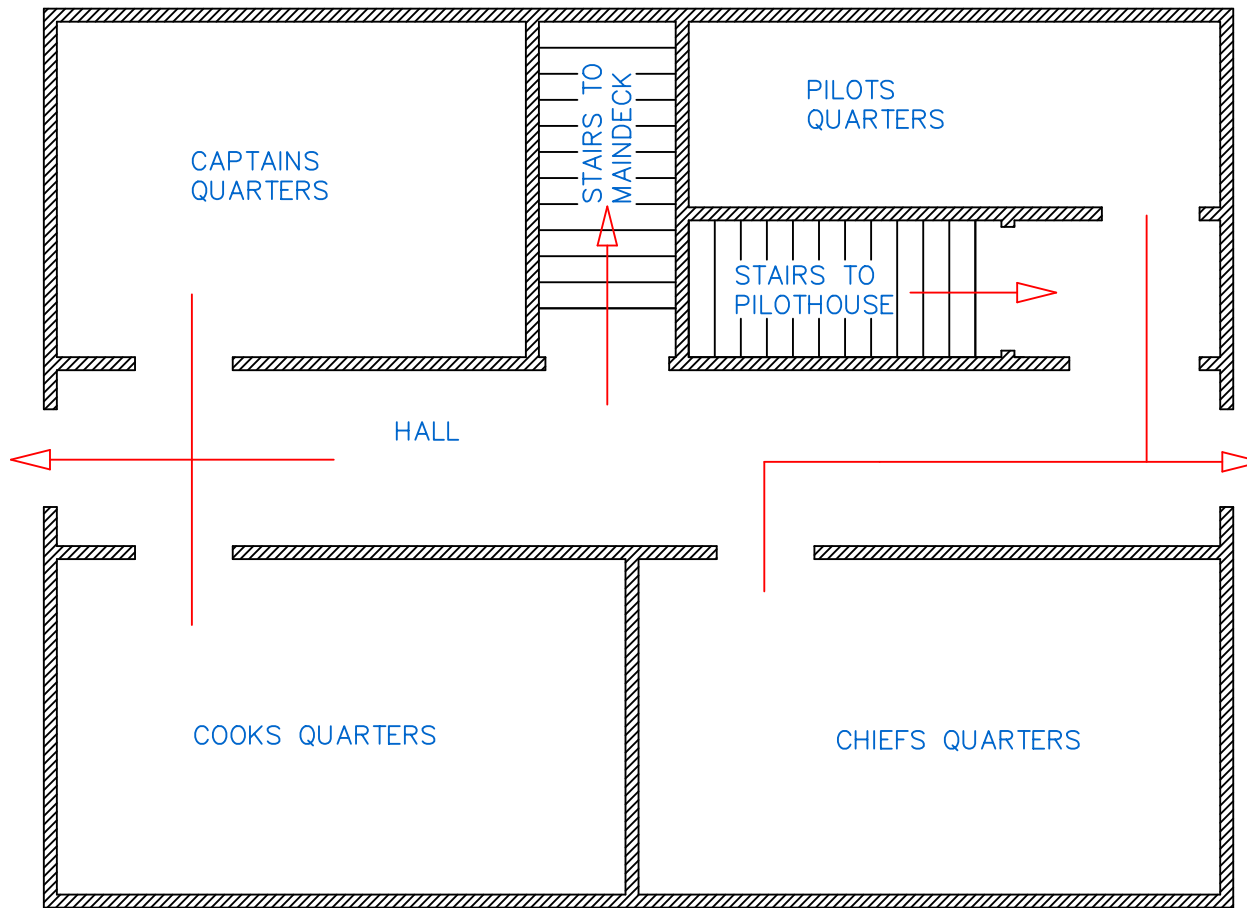 CAPTAINS
QUARTERS
STAIRS TO
MAINDECK
PILOTS
QUARTERS
STAIRS TO
PILOTHOUSE
HALL
COOKS QUARTERS
CHIEFS QUARTERS